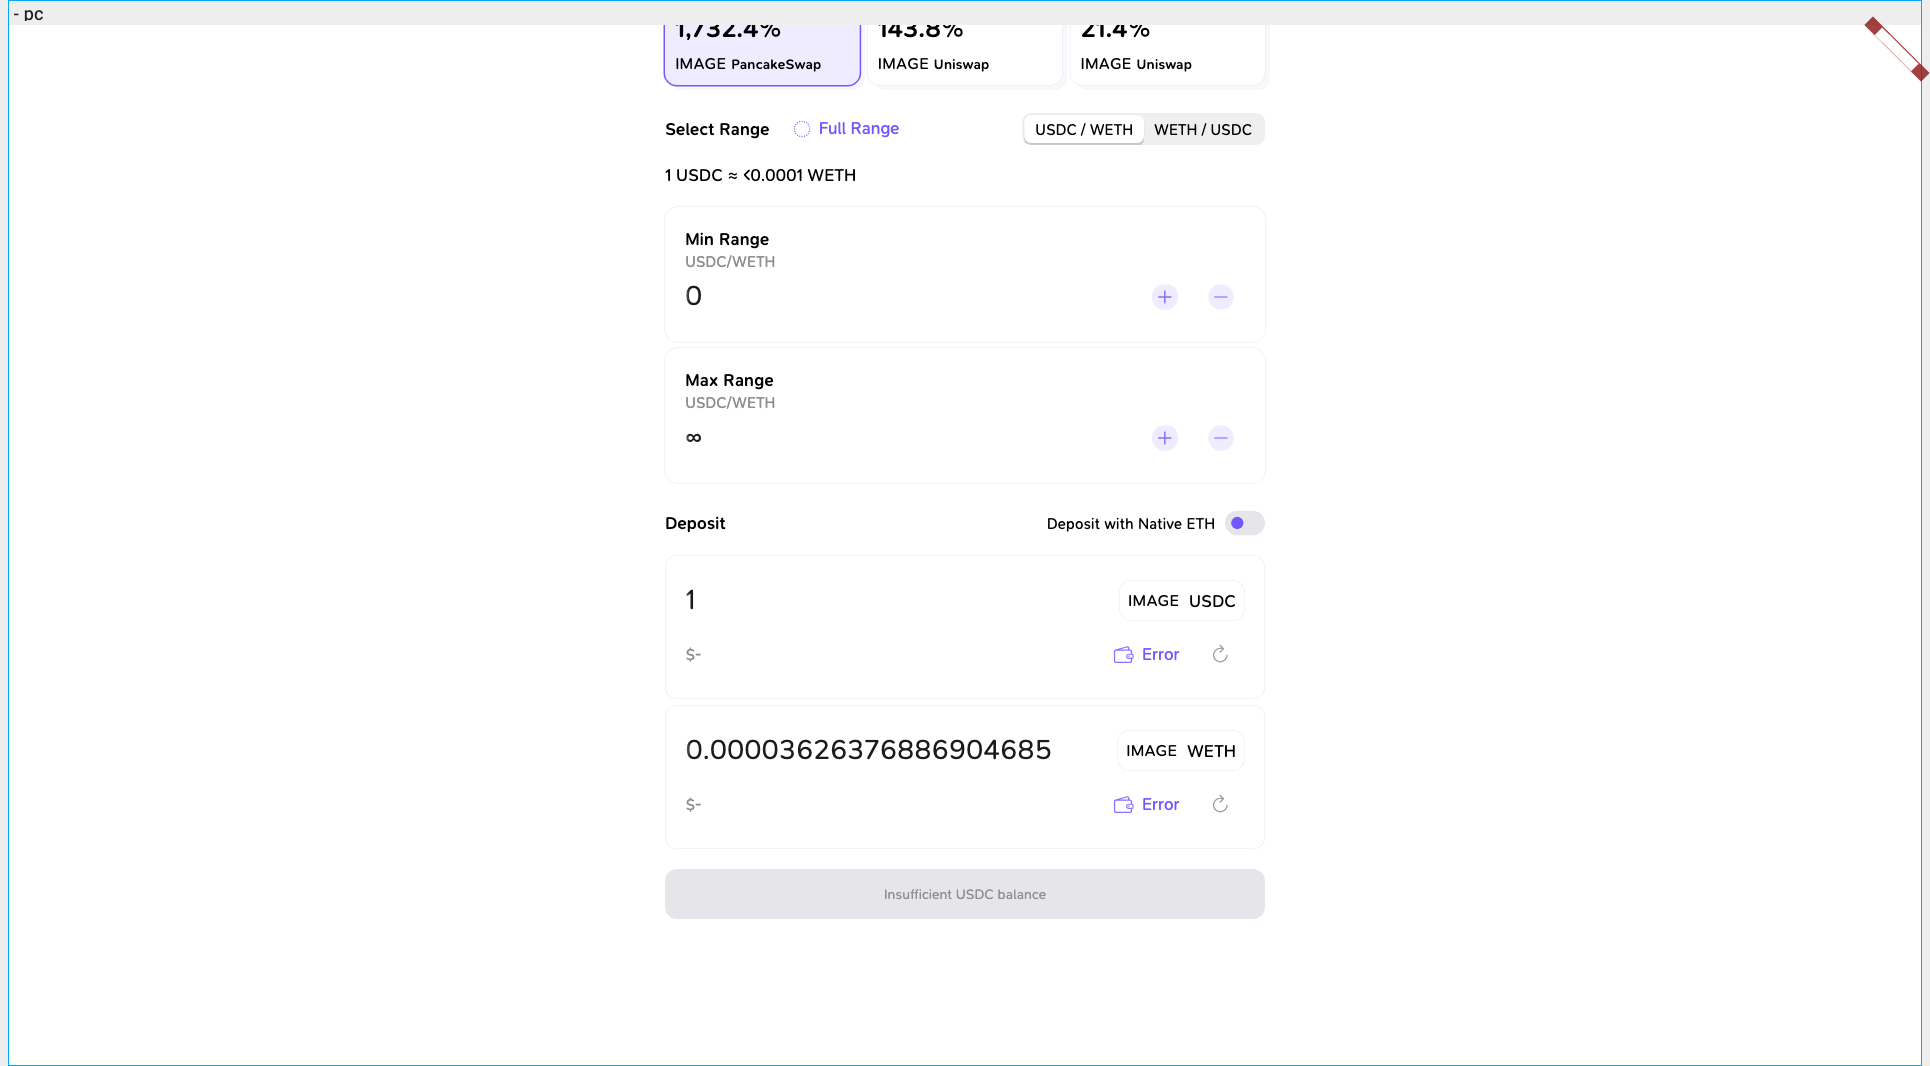 - pc
1,732.4% 143.8% 21.4%
IMAGE PancakeSwap IMAGE Uniswap IMAGE Uniswap
Select Range Full Range USDC / WETH WETH / USDC
1 USDC ≈ <0.0001 WETH
Min Range
USDC/WETH
0
Max Range
USDC/WETH
∞
Deposit Deposit with Native ETH
1 IMAGE USDC
$- Error
0.00003626376886904685 IMAGE WETH
$- Error
Insufficient USDC balance